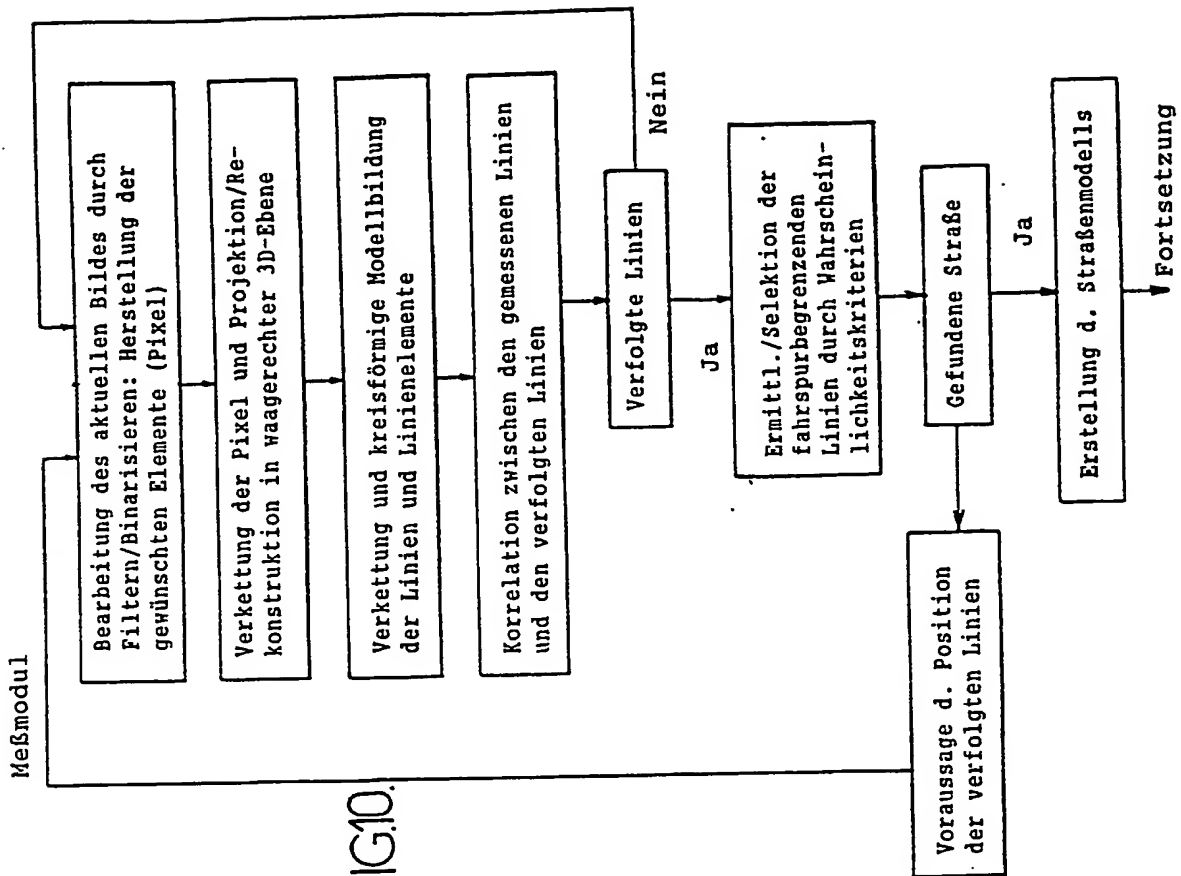 Meßmodul
Bearbeitung des aktuellen Bildes durch
Filtern/Binarisieren: Herstellung der
gewünschten Elemente (Pixel)
Verkettung der Pixel und Projektion/Re-
konstruktion in waagerechter 3D-Ebene
Verkettung und kreisförmige Modellbildung
der Linien und Linienelemente
Korrelation zwischen den gemessenen Linien
und den verfolgten Linien
Verfolgte Linien
Nein
Ja
Ermittl./Selektion der
fahrspurbegrenzenden
Linien durch Wahrschein-
lichkeitskriterien
Gefundene Straße
Ja
Voraussage d. Position
der verfolgten Linien
Erstellung d. Straßenmodells
Fortsetzung
IG.10.